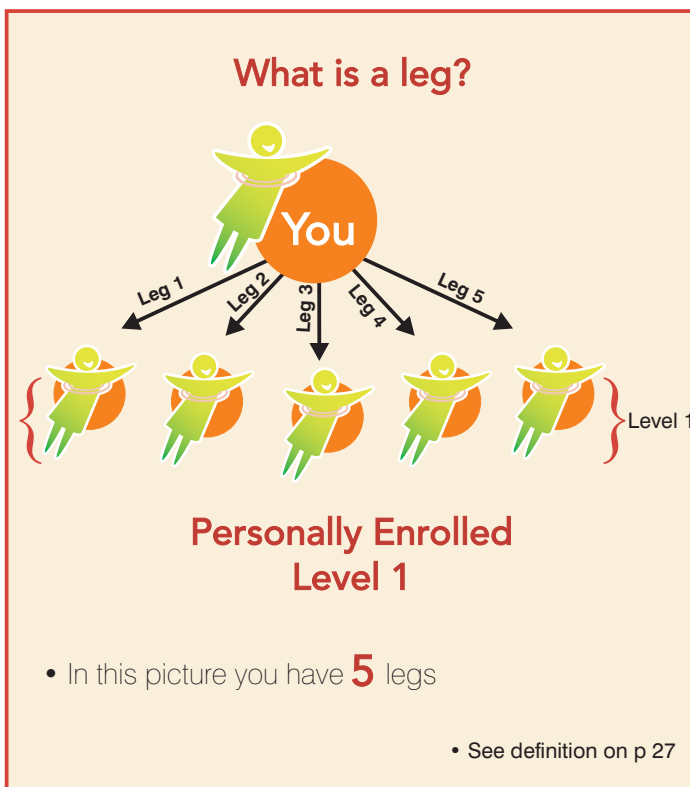 What is a leg?
You
Leg 1
Leg 2
Leg 3
Leg 4
Leg 5
Level 1
Personally Enrolled
Level 1
• In this picture you have 5 legs
• See definition on p 27